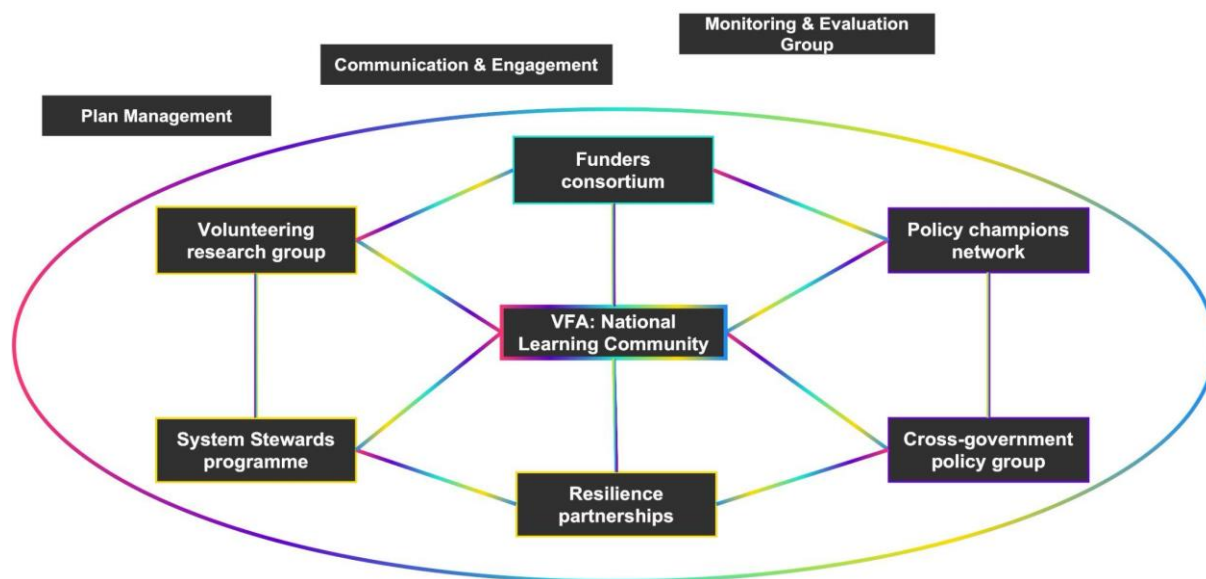 Monitoring & Evaluation
Group
Communication & Engagement
Plan Management
Funders
consortium
Volunteering
research group
Policy champions
network
VFA: National
Learning Community
System Stewards
programme
Cross-government
policy group
Resilience
partnerships